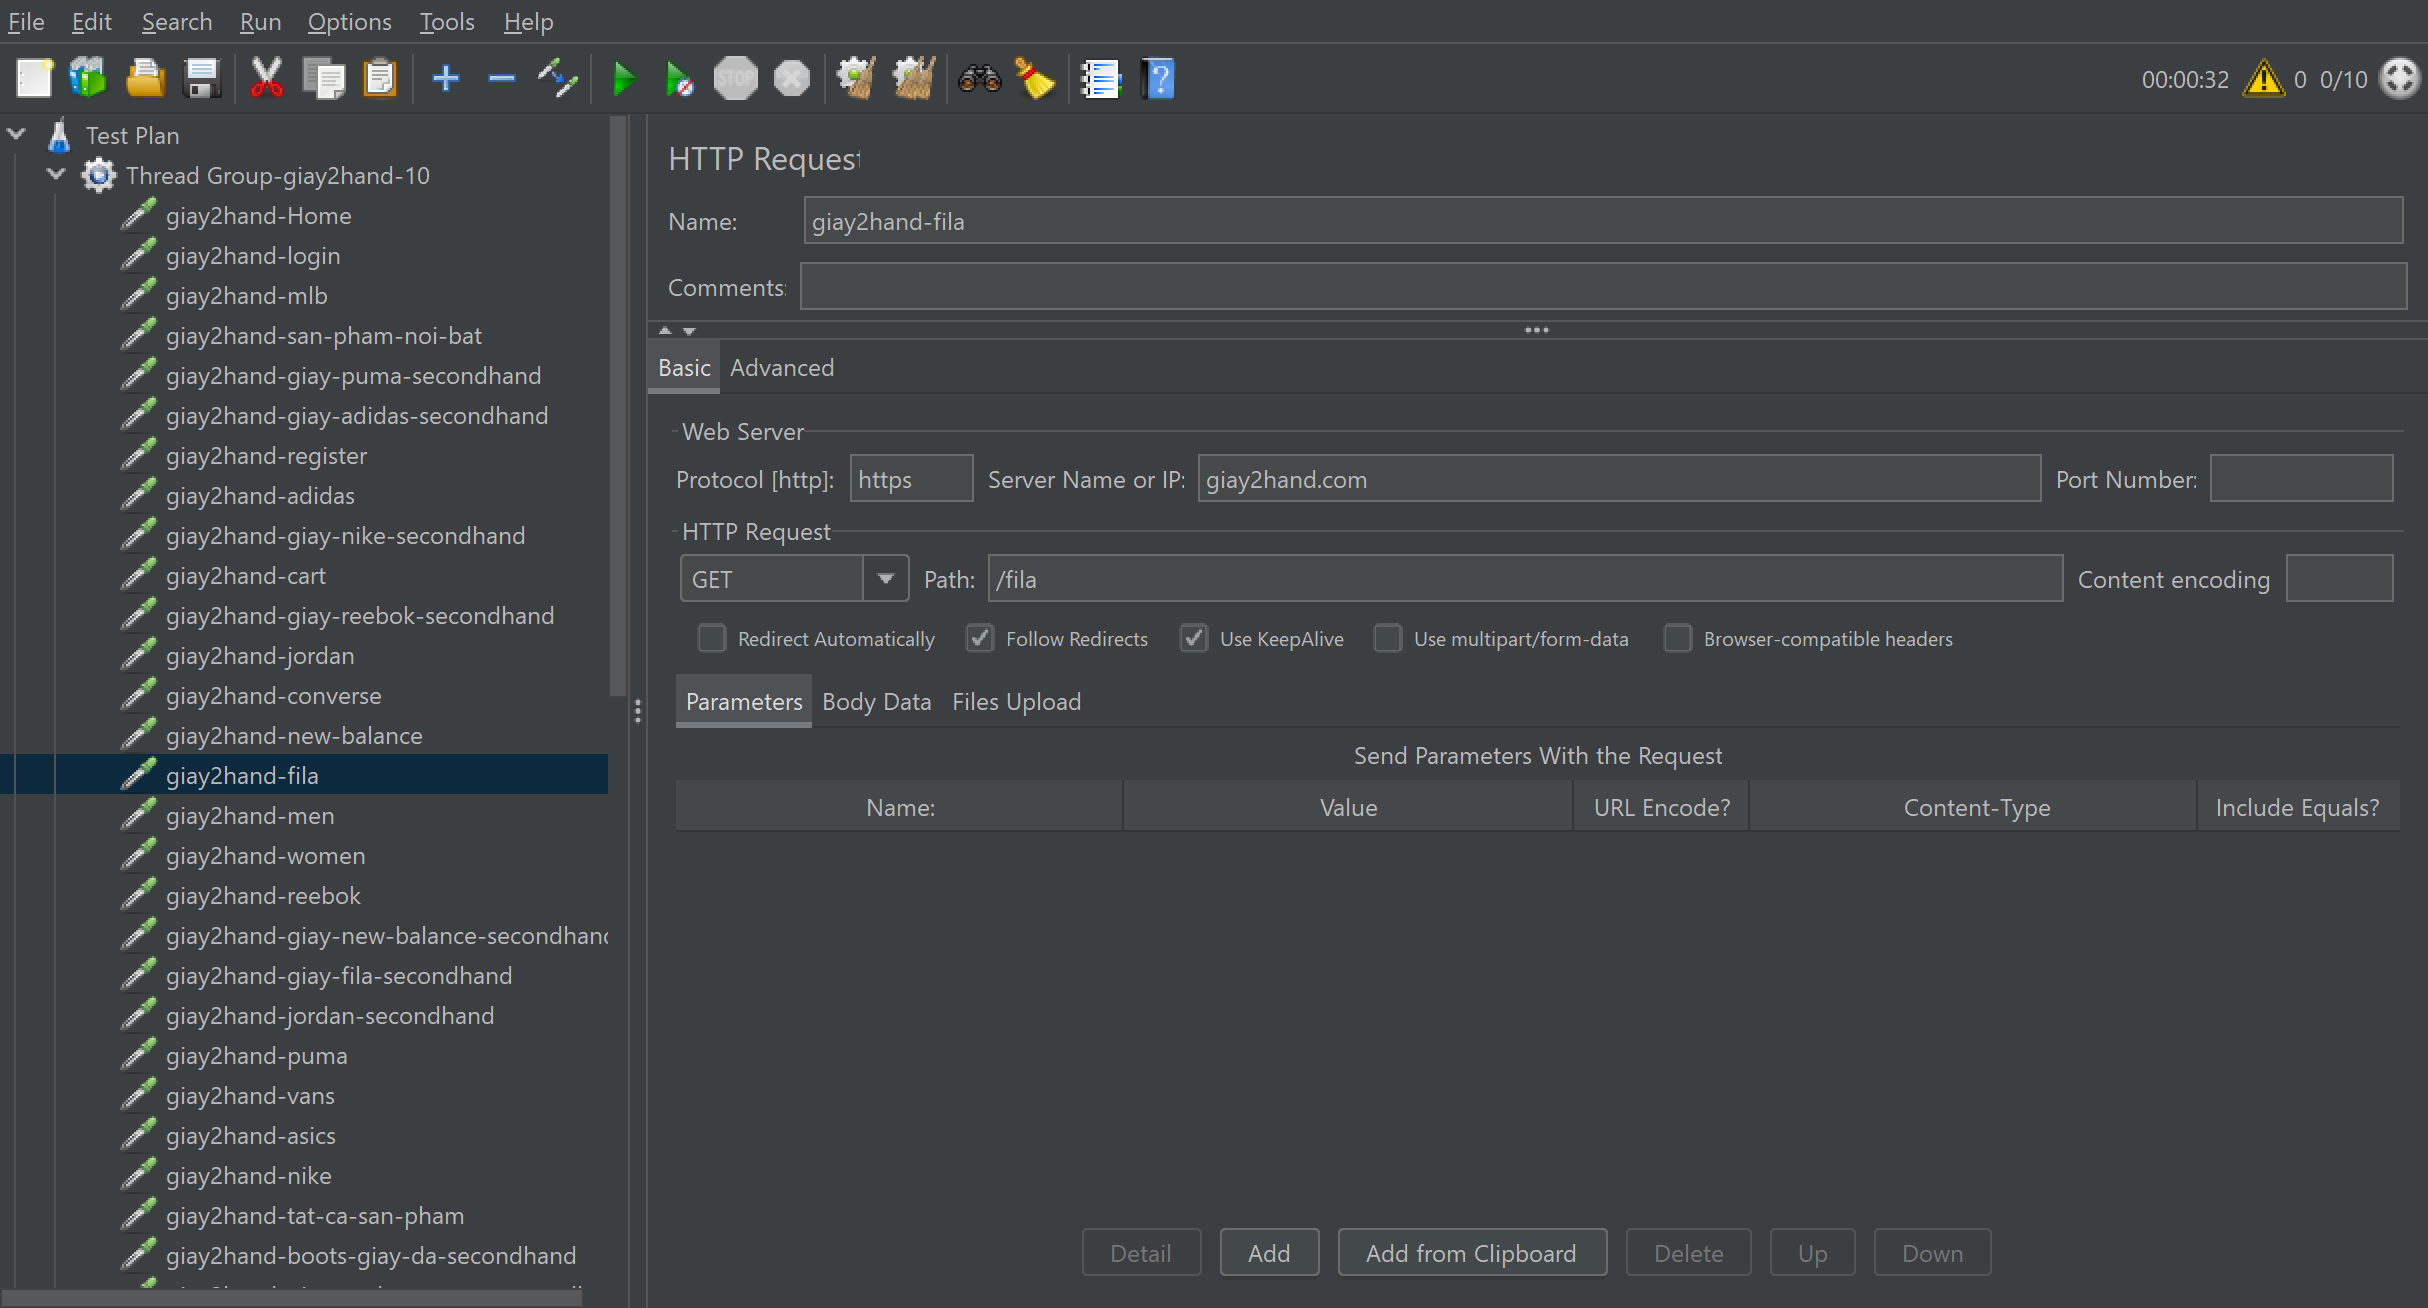 File Edit Search Run Options Tools Help
STOP
00:00:32 0 0/10
Test Plan
Thread Group-giay2hand-10
giay2hand-Home
giay2hand-login
giay2hand-mlb
giay2hand-san-pham-noi-bat
giay2hand-giay-puma-secondhand
giay2hand-giay-adidas-secondhand
giay2hand-register
giay2hand-adidas
giay2hand-giay-nike-secondhand
giay2hand-cart
giay2hand-giay-reebok-secondhand
giay2hand-jordan
giay2hand-converse
giay2hand-new-balance
giay2hand-fila
giay2hand-men
giay2hand-women
giay2hand-reebok
giay2hand-giay-new-balance-secondhand
giay2hand-giay-fila-secondhand
giay2hand-jordan-secondhand
giay2hand-puma
giay2hand-vans
giay2hand-asics
giay2hand-nike
giay2hand-tat-ca-san-pham
giay2hand-boots-giay-da-secondhand
HTTP Request
Name: giay2hand-fila
Comments:
Basic Advanced
Web Server
Protocol [http]: https Server Name or IP: giay2hand.com Port Number:
HTTP Request
GET Path: /fila Content encoding
Redirect Automatically Follow Redirects Use KeepAlive Use multipart/form-data Browser-compatible headers
Parameters Body Data Files Upload
Send Parameters With the Request
Name: Value URL Encode? Content-Type Include Equals?
Detail Add Add from Clipboard Delete Up Down